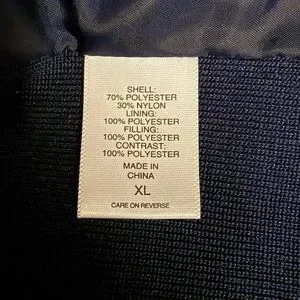 SHELL:
70% POLYESTER
30% NYLON
LINING:
100% POLYESTER
FILLING:
100% POLYESTER
CONTRAST:
100% POLYESTER
MADE IN
CHINA
XL
CARE ON REVERSE